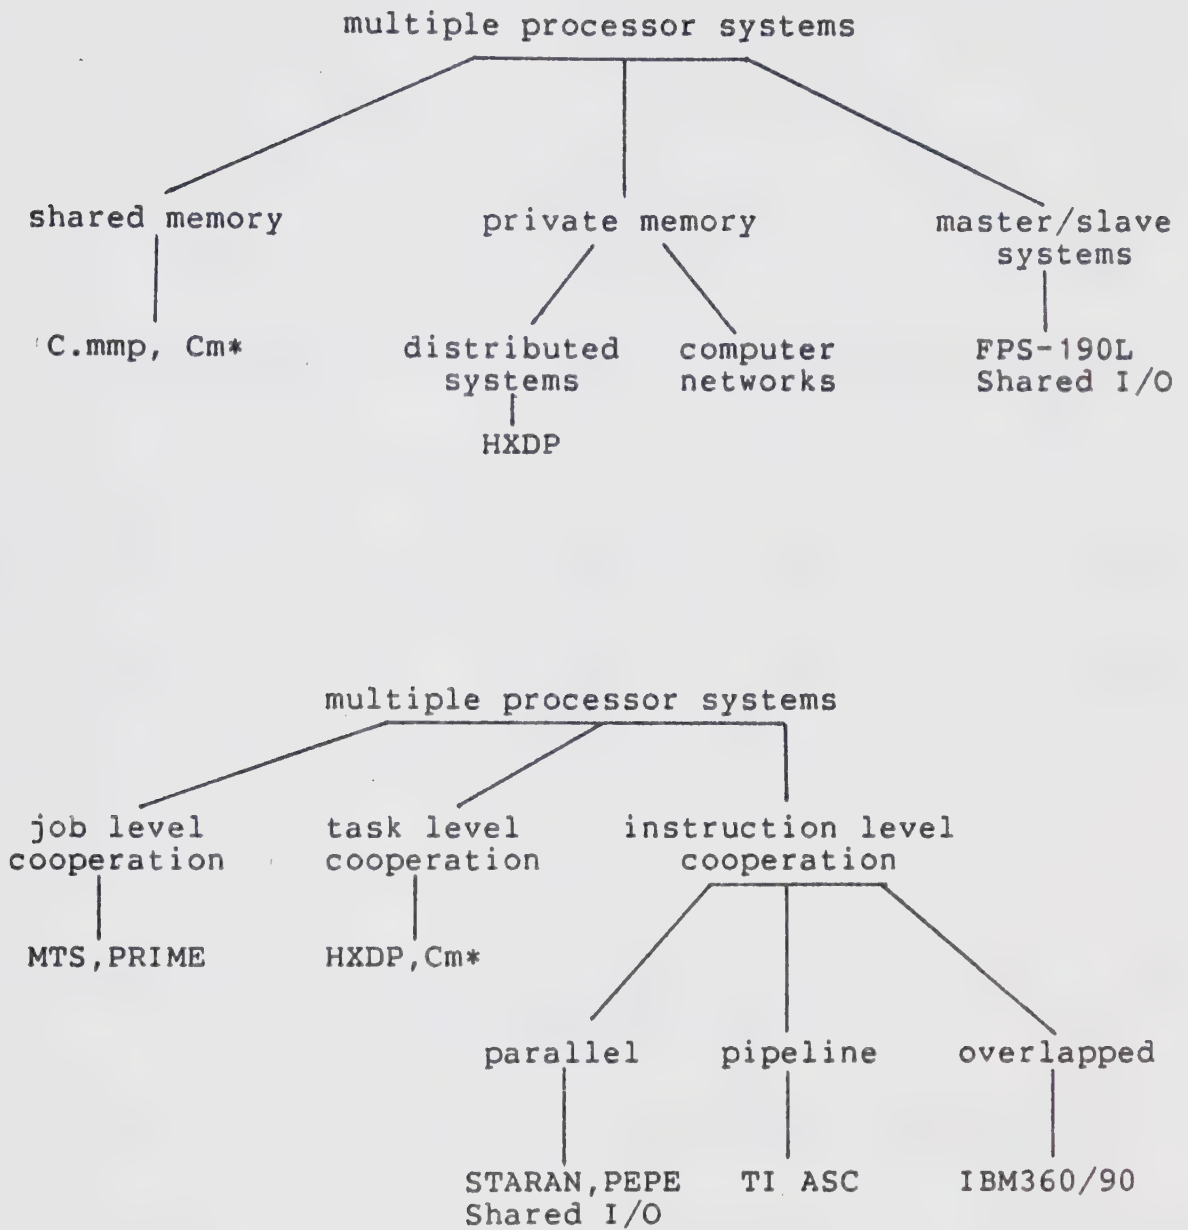 multiple processor systems
shared memory
private memory
master/slave
systems
C.mmp, Cm*
distributed
systems
computer
networks
FPS-190L
Shared I/O
HXDP
multiple processor systems
job level
cooperation
task level
cooperation
instruction level
cooperation
MTS,PRIME
HXDP,Cm*
parallel
pipeline
overlapped
STARAN,PEPE
Shared I/O
TI ASC
IBM360/90